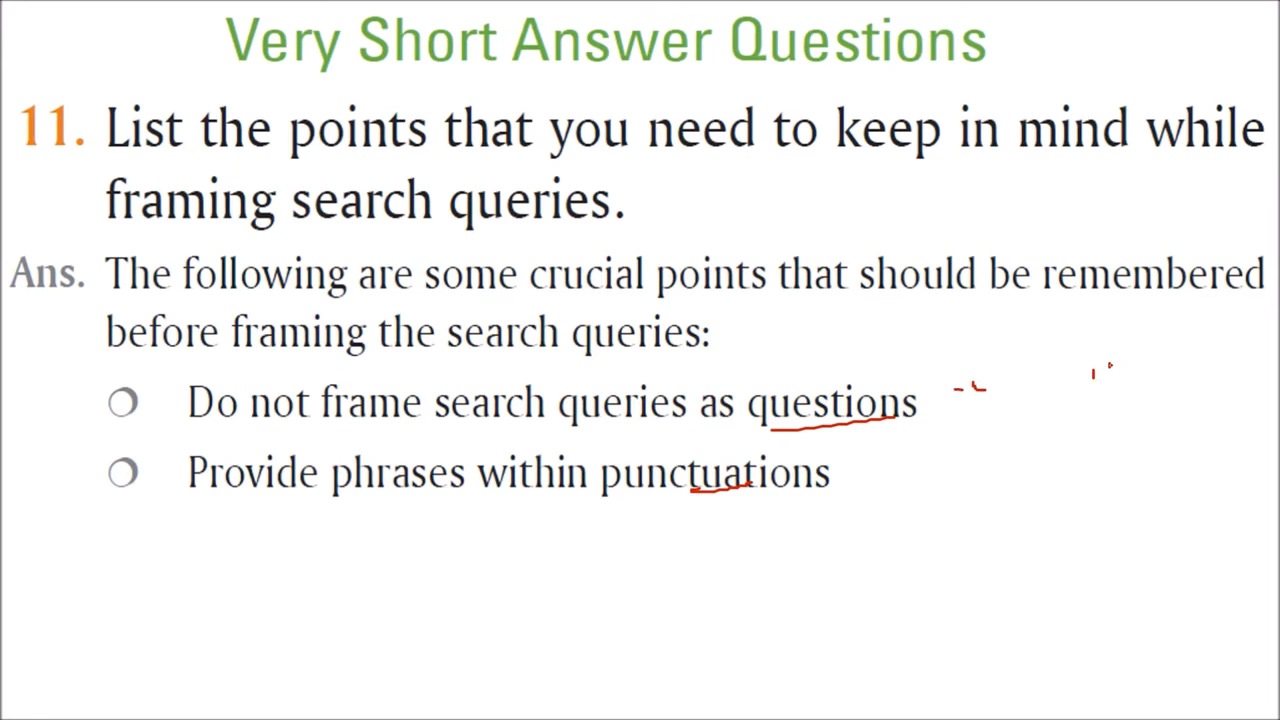 Very Short Answer Questions
11. List the points that you need to keep in mind while
framing search queries.
Ans. The following are some crucial points that should be remembered
before framing the search queries:
❍ Do not frame search queries as questions
❍ Provide phrases within punctuations